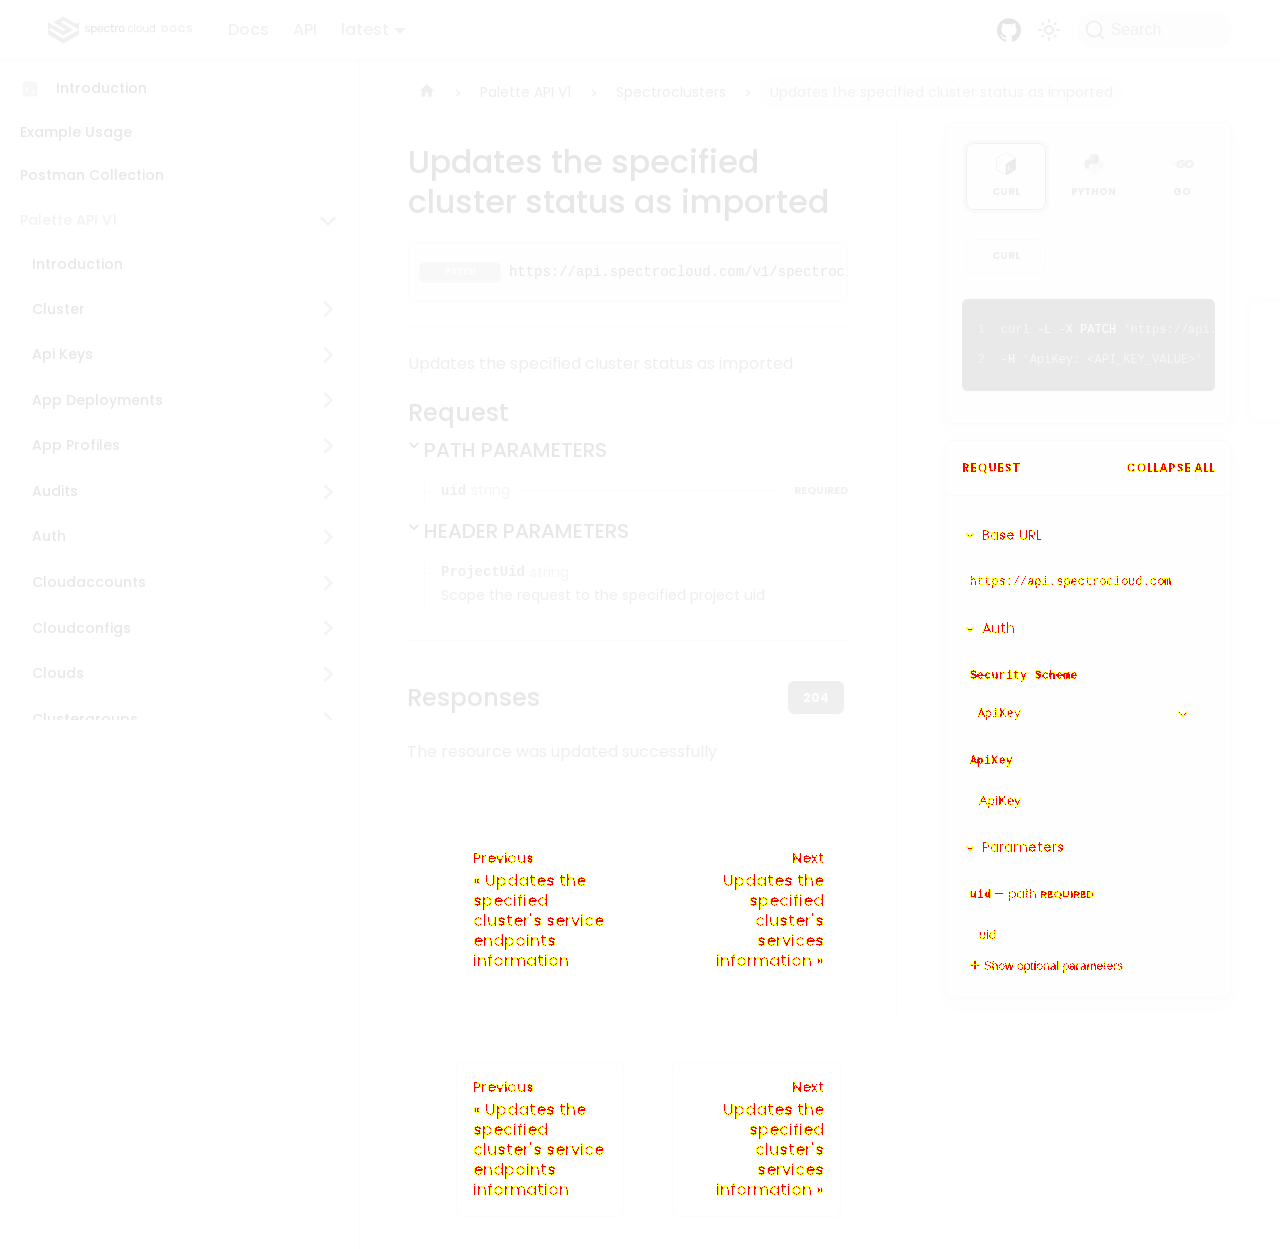 spectro cloud DOCS
Docs
API
latest
Search
Introduction
Example Usage
Postman Collection
Palette API V1
Introduction
Cluster
Api Keys
App Deployments
App Profiles
Audits
Auth
Cloudaccounts
Cloudconfigs
Clouds
Clustergroups
Palette API V1
Spectroclusters
Updates the specified cluster status as imported
Updates the specified
cluster status as imported
PATCH https://api.spectrocloud.com/v1/spectroc
Updates the specified cluster status as imported
Request
PATH PARAMETERS
uid string REQUIRED
HEADER PARAMETERS
ProjectUid string
Scope the request to the specified project uid
Responses
204
The resource was updated successfully
Previous
« Updates the
specified
cluster's service
endpoints
information
Next
Updates the
specified
cluster's
services
information »
Previous
« Updates the
specified
cluster's service
endpoints
information
Next
Updates the
specified
cluster's
services
information »
CURL
PYTHON
GO
CURL
1 curl -L -X PATCH 'https://api.
2 -H 'ApiKey: <API_KEY_VALUE>'
REQUEST
COLLAPSE ALL
Base URL
https://api.spectrocloud.com
Auth
Security Scheme
ApiKey
ApiKey
ApiKey
Parameters
uid — path REQUIRED
uid
Show optional parameters